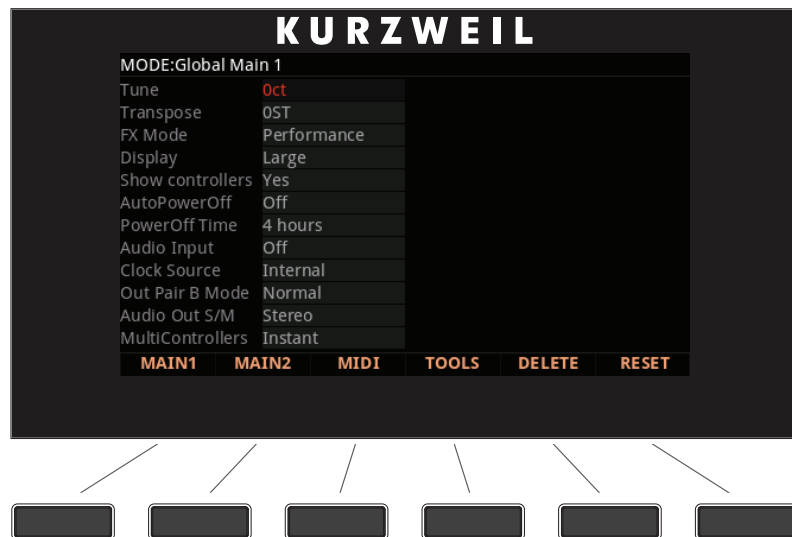 KURZWEIL
MODE:Global Main 1
Tune 0ct
Transpose 0ST
FX Mode Performance
Display Large
Show controllers Yes
AutoPowerOff Off
PowerOff Time 4 hours
Audio Input Off
Clock Source Internal
Out Pair B Mode Normal
Audio Out S/M Stereo
MultiControllers Instant
MAIN1 MAIN2 MIDI TOOLS DELETE RESET